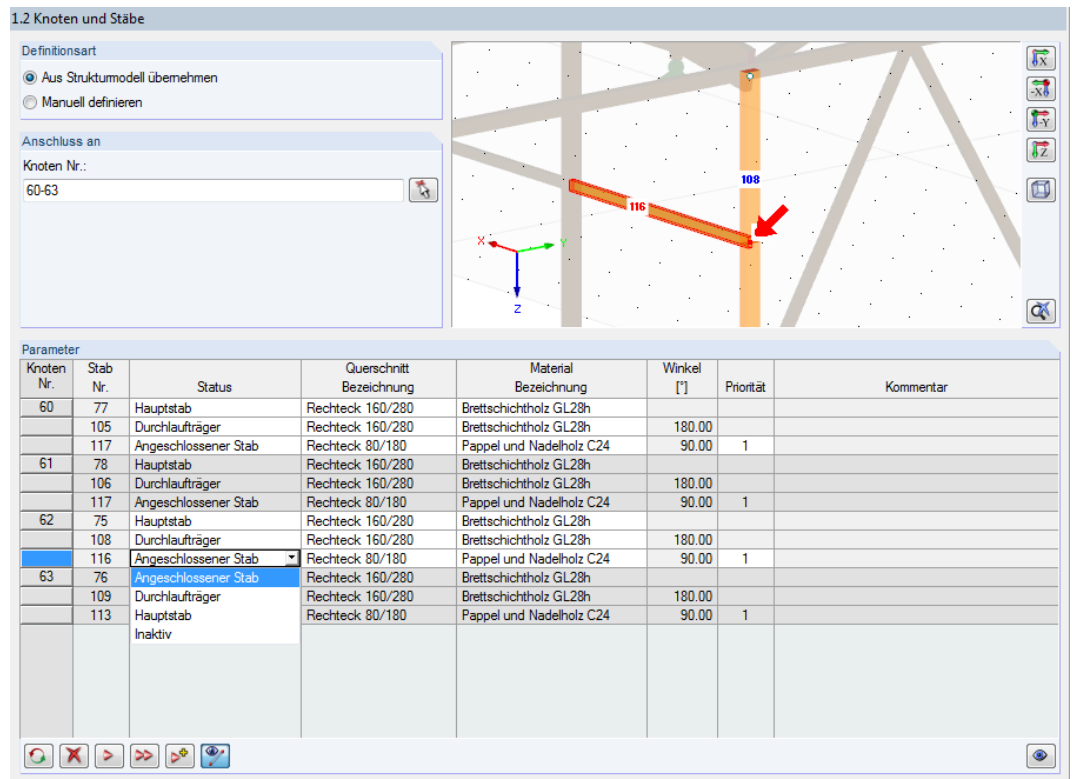 1.2 Knoten und Stäbe
Definitionsart
Aus Strukturmodell übernehmen
Manuell definieren
Anschluss an
Knoten Nr.:
60-63
108
116
X
Y
Z
X
-X
-Y
Z
Parameter
Knoten Nr. Stab Nr. Status Querschnitt Bezeichnung Material Bezeichnung Winkel [°] Priorität Kommentar
60 77 Hauptstab Rechteck 160/280 Brettschichtholz GL28h
105 Durchlaufträger Rechteck 160/280 Brettschichtholz GL28h 180.00
117 Angeschlossener Stab Rechteck 80/180 Pappel und Nadelholz C24 90.00 1
61 78 Hauptstab Rechteck 160/280 Brettschichtholz GL28h
106 Durchlaufträger Rechteck 160/280 Brettschichtholz GL28h 180.00
117 Angeschlossener Stab Rechteck 80/180 Pappel und Nadelholz C24 90.00 1
62 75 Hauptstab Rechteck 160/280 Brettschichtholz GL28h
108 Durchlaufträger Rechteck 160/280 Brettschichtholz GL28h 180.00
116 Angeschlossener Stab Rechteck 80/180 Pappel und Nadelholz C24 90.00 1
63 76 Angeschlossener Stab Rechteck 160/280 Brettschichtholz GL28h
109 Durchlaufträger Rechteck 160/280 Brettschichtholz GL28h 180.00
113 Hauptstab Rechteck 80/180 Pappel und Nadelholz C24 90.00 1
Inaktiv